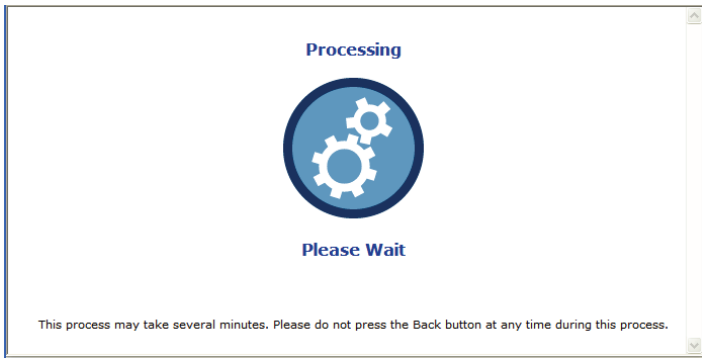 Processing
Please Wait
This process may take several minutes. Please do not press the Back button at any time during this process.